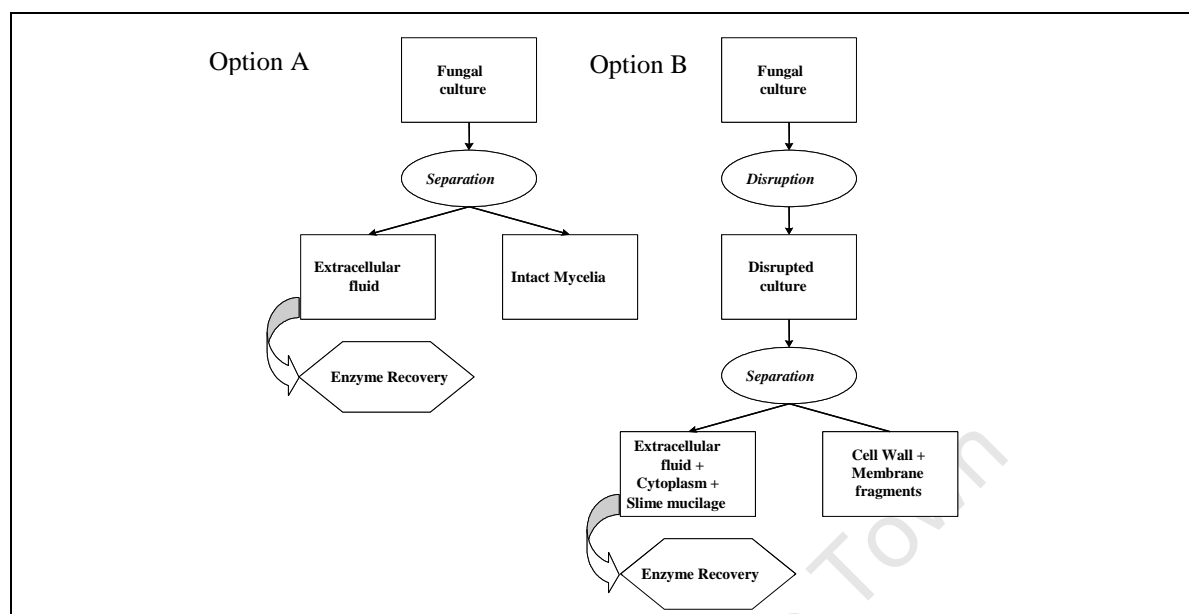 Option A
Fungal
culture
Separation
Extracellular
fluid
Intact Mycelia
Enzyme Recovery
Option B
Fungal
culture
Disruption
Disrupted
culture
Separation
Extracellular
fluid +
Cytoplasm +
Slime mucilage
Cell Wall +
Membrane
fragments
Enzyme Recovery
Town